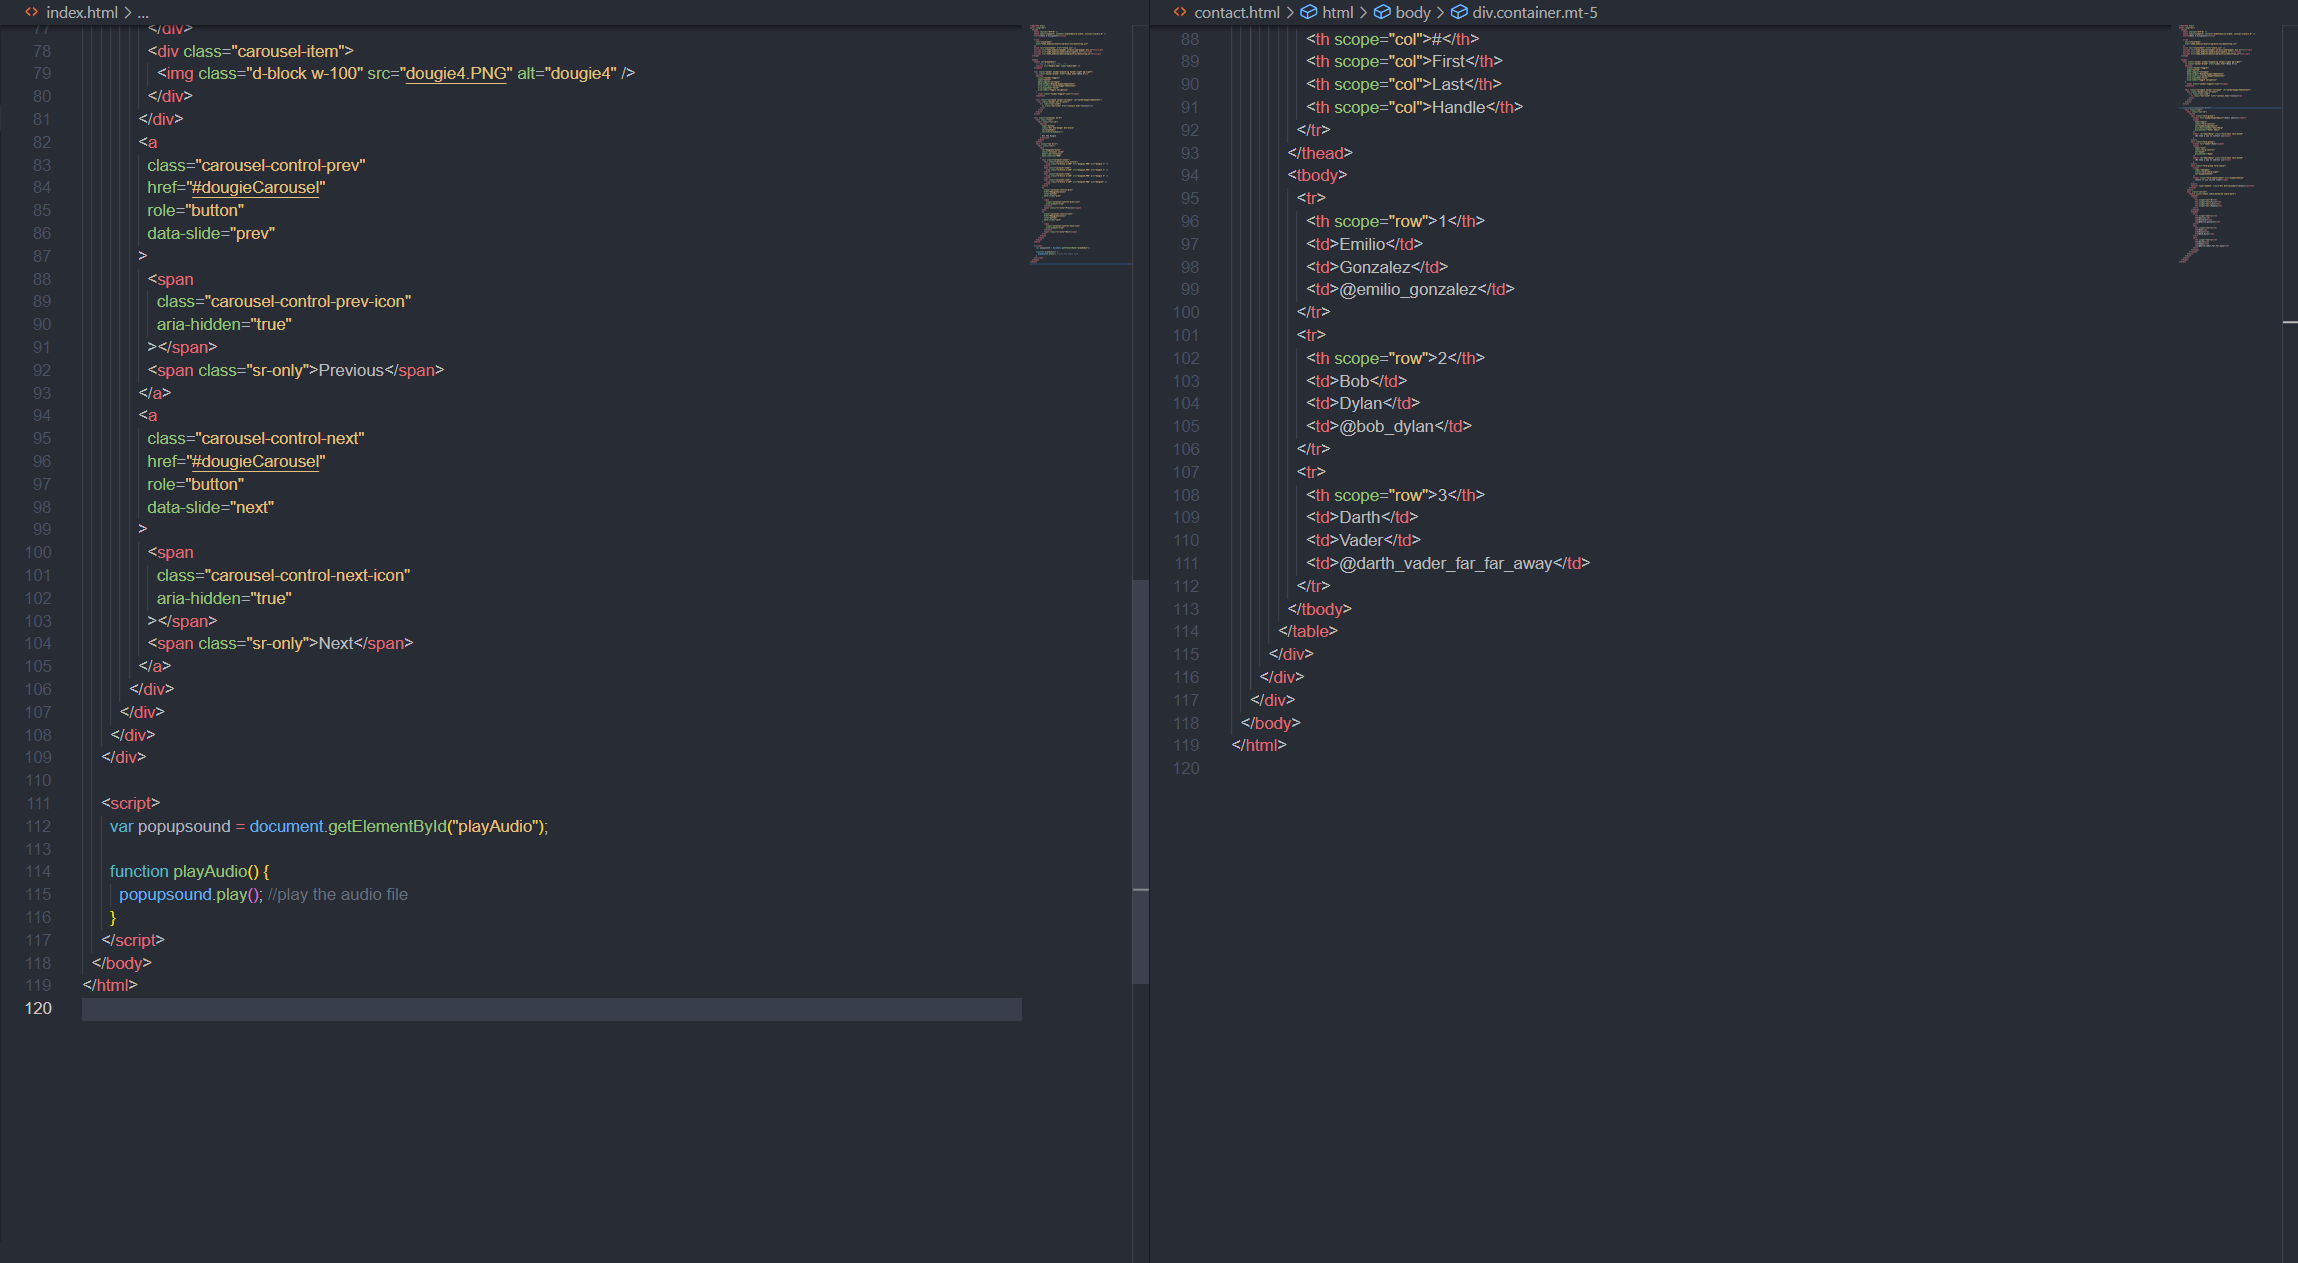 index.html > ...
77 </div>
78 <div class="carousel-item">
79 <img class="d-block w-100" src="dougie4.PNG" alt="dougie4" />
80 </div>
81 </div>
82 <a
83 class="carousel-control-prev"
84 href="#dougieCarousel"
85 role="button"
86 data-slide="prev"
87 >
88 <span
89 class="carousel-control-prev-icon"
90 aria-hidden="true"
91 ></span>
92 <span class="sr-only">Previous</span>
93 </a>
94 <a
95 class="carousel-control-next"
96 href="#dougieCarousel"
97 role="button"
98 data-slide="next"
99 >
100 <span
101 class="carousel-control-next-icon"
102 aria-hidden="true"
103 ></span>
104 <span class="sr-only">Next</span>
105 </a>
106 </div>
107 </div>
108 </div>
109 </div>
110
111 <script>
112 var popupsound = document.getElementById("playAudio");
113
114 function playAudio() {
115 popupsound.play(); //play the audio file
116 }
117 </script>
118 </body>
119 </html>
120
contact.html > html > body > div.container.mt-5
88 <th scope="col">#</th>
89 <th scope="col">First</th>
90 <th scope="col">Last</th>
91 <th scope="col">Handle</th>
92 </tr>
93 </thead>
94 <tbody>
95 <tr>
96 <th scope="row">1</th>
97 <td>Emilio</td>
98 <td>Gonzalez</td>
99 <td>@emilio_gonzalez</td>
100 </tr>
101 <tr>
102 <th scope="row">2</th>
103 <td>Bob</td>
104 <td>Dylan</td>
105 <td>@bob_dylan</td>
106 </tr>
107 <tr>
108 <th scope="row">3</th>
109 <td>Darth</td>
110 <td>Vader</td>
111 <td>@darth_vader_far_far_away</td>
112 </tr>
113 </tbody>
114 </table>
115 </div>
116 </div>
117 </div>
118 </body>
119 </html>
120